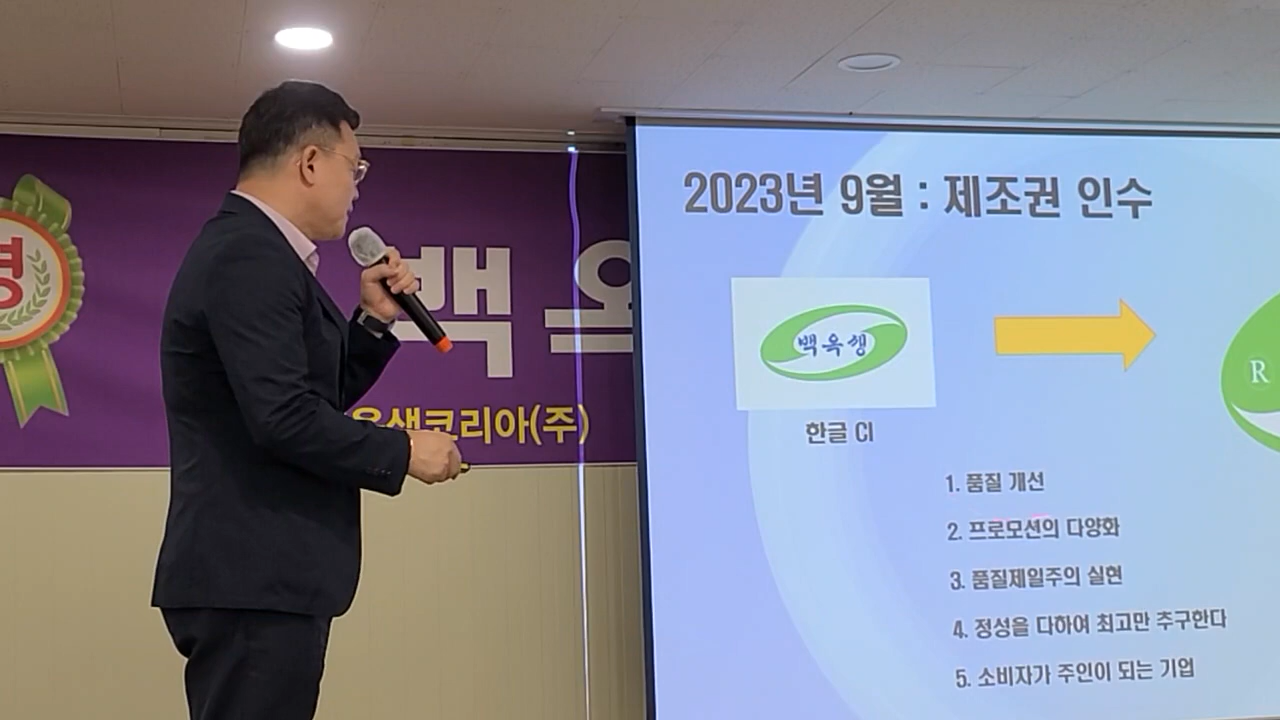 명
백 옥
옥생코리아(주)
2023년 9월 : 제조권 인수
백옥생
한글 CI
R
1. 품질 개선
2. 프로모션의 다양화
3. 품질제일주의 실현
4. 정성을 다하여 최고만 추구한다
5. 소비자가 주인이 되는 기업